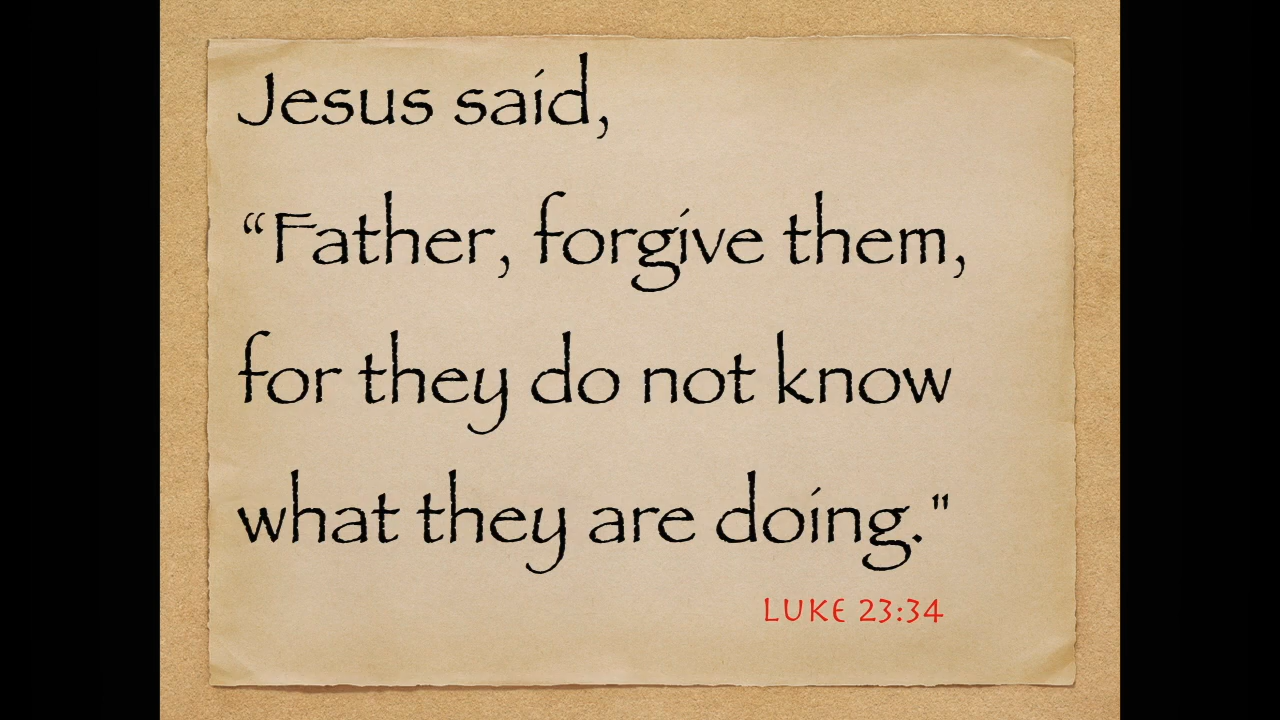 Jesus said,
“Father, forgive them,
for they do not know
what they are doing."
LUKE 23:34